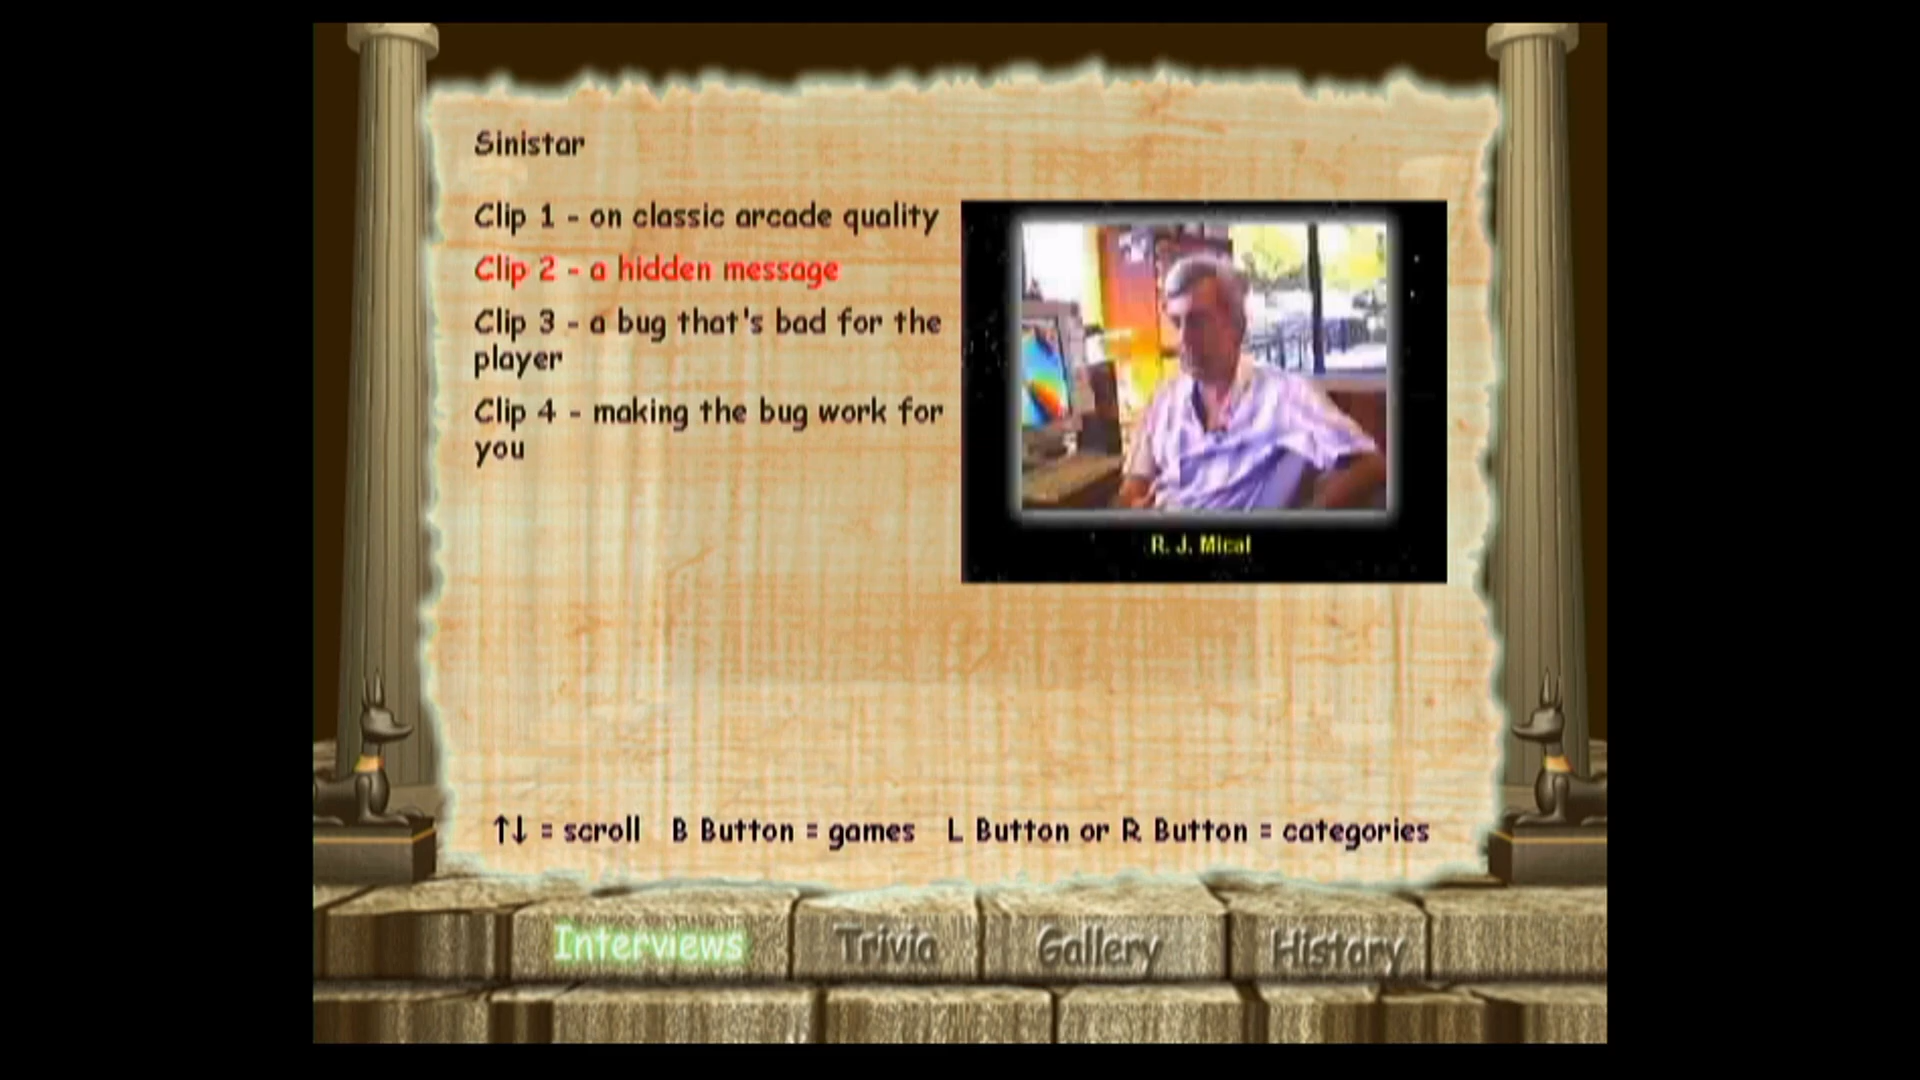 Sinistar
Clip 1 - on classic arcade quality
Clip 2 - a hidden message
Clip 3 - a bug that's bad for the
player
Clip 4 - making the bug work for
you
R. J. Mical
↑↓ = scroll B Button = games L Button or R Button = categories
Interviews Trivia Gallery History